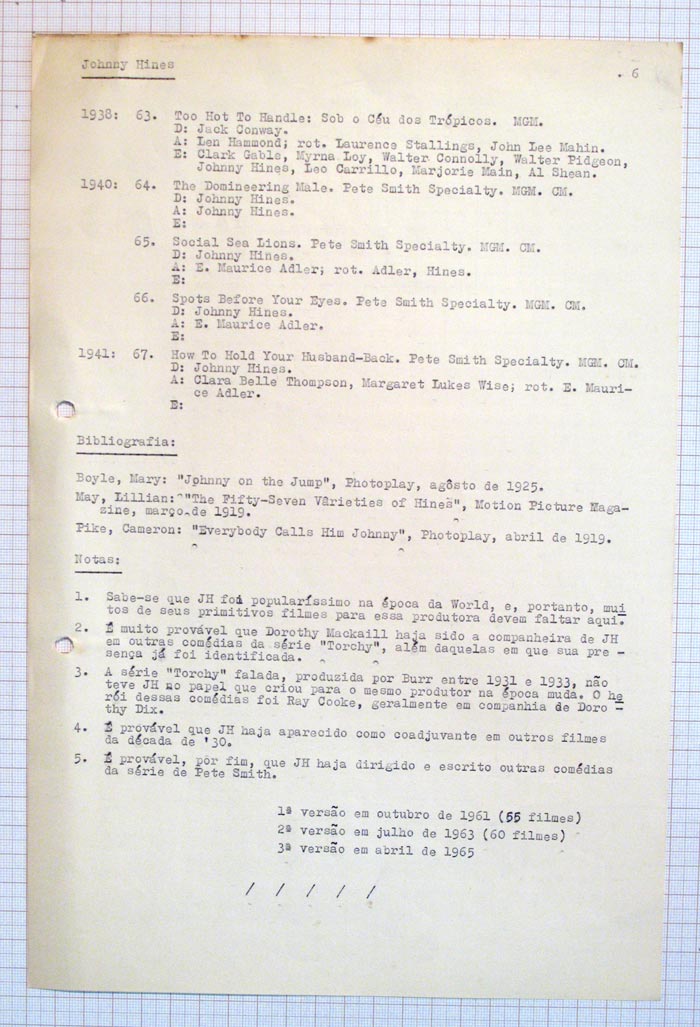 Johnny Hines
. 6
1938: 63. Too Hot To Handle: Sob o Céu dos Trópicos. MGM.
D: Jack Conway.
A: Len Hammond; rot. Laurence Stallings, John Lee Mahin.
E: Clark Gable, Myrna Loy, Walter Connolly, Walter Pidgeon,
Johnny Hines, Leo Carrillo, Marjorie Main, Al Shean.
1940: 64. The Domineering Male. Pete Smith Specialty. MGM. CM.
D: Johnny Hines.
A: Johnny Hines.
E:
65. Social Sea Lions. Pete Smith Specialty. MGM. CM.
D: Johnny Hines.
A: E. Maurice Adler; rot. Adler, Hines.
E:
66. Spots Before Your Eyes. Pete Smith Specialty. MGM. CM.
D: Johnny Hines.
A: E. Maurice Adler.
E:
1941: 67. How To Hold Your Husband-Back. Pete Smith Specialty. MGM. CM.
D: Johnny Hines.
A: Clara Belle Thompson, Margaret Lukes Wise; rot. E. Mauri-
ce Adler.
E:
Bibliografia:
Boyle, Mary: "Johnny on the Jump", Photoplay, agôsto de 1925.
May, Lillian: "The Fifty-Seven Varieties of Hines", Motion Picture Maga-
zine, março de 1919.
Pike, Cameron: "Everybody Calls Him Johnny", Photoplay, abril de 1919.
Notas:
1. Sabe-se que JH foi popularíssimo na época da World, e, portanto, mui
tos de seus primitivos filmes para essa produtora devem faltar aqui.
2. É muito provável que Dorothy Mackaill haja sido a companheira de JH
em outras comédias da série "Torchy", além daquelas em que sua pre -
sença já foi identificada.
3. A série "Torchy" falada, produzida por Burr entre 1931 e 1933, não
teve JH no papel que criou para o mesmo produtor na época muda. O he
rói dessas comédias foi Ray Cooke, geralmente em companhia de Doro -
thy Dix.
4. É provável que JH haja aparecido como coadjuvante em outros filmes
da década de '30.
5. É provável, por fim, que JH haja dirigido e escrito outras comédias
da série de Pete Smith.
1ª versão em outubro de 1961 (55 filmes)
2ª versão em julho de 1963 (60 filmes)
3ª versão em abril de 1965
/ / / / /